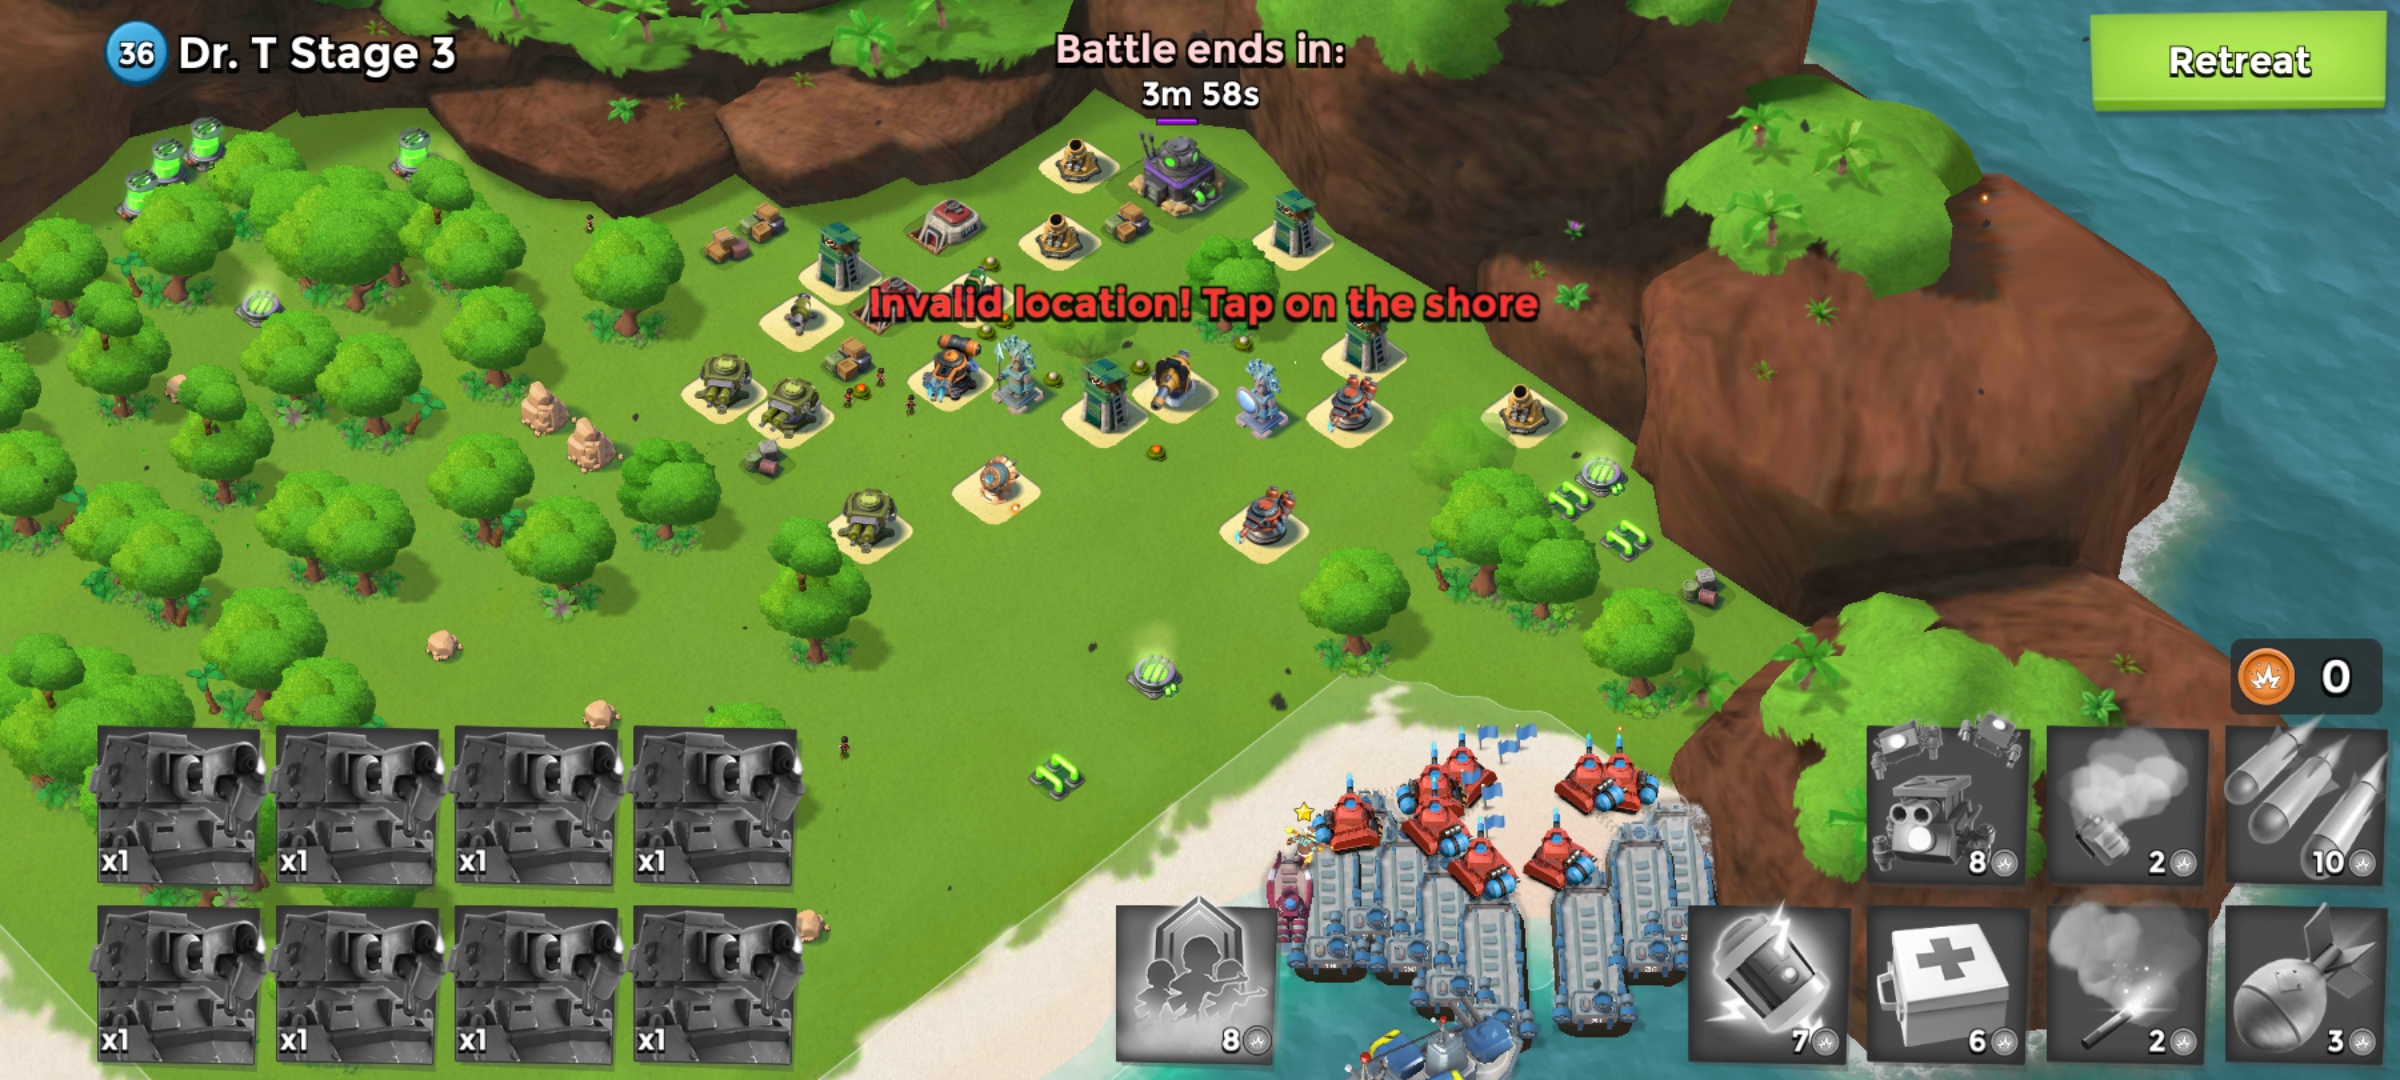 36 Dr. T Stage 3
Battle ends in:
3m 58s
Retreat
Invalid location! Tap on the shore
0
x1 x1 x1 x1
8 2 10
x1 x1 x1 x1
8 7 6 2 3